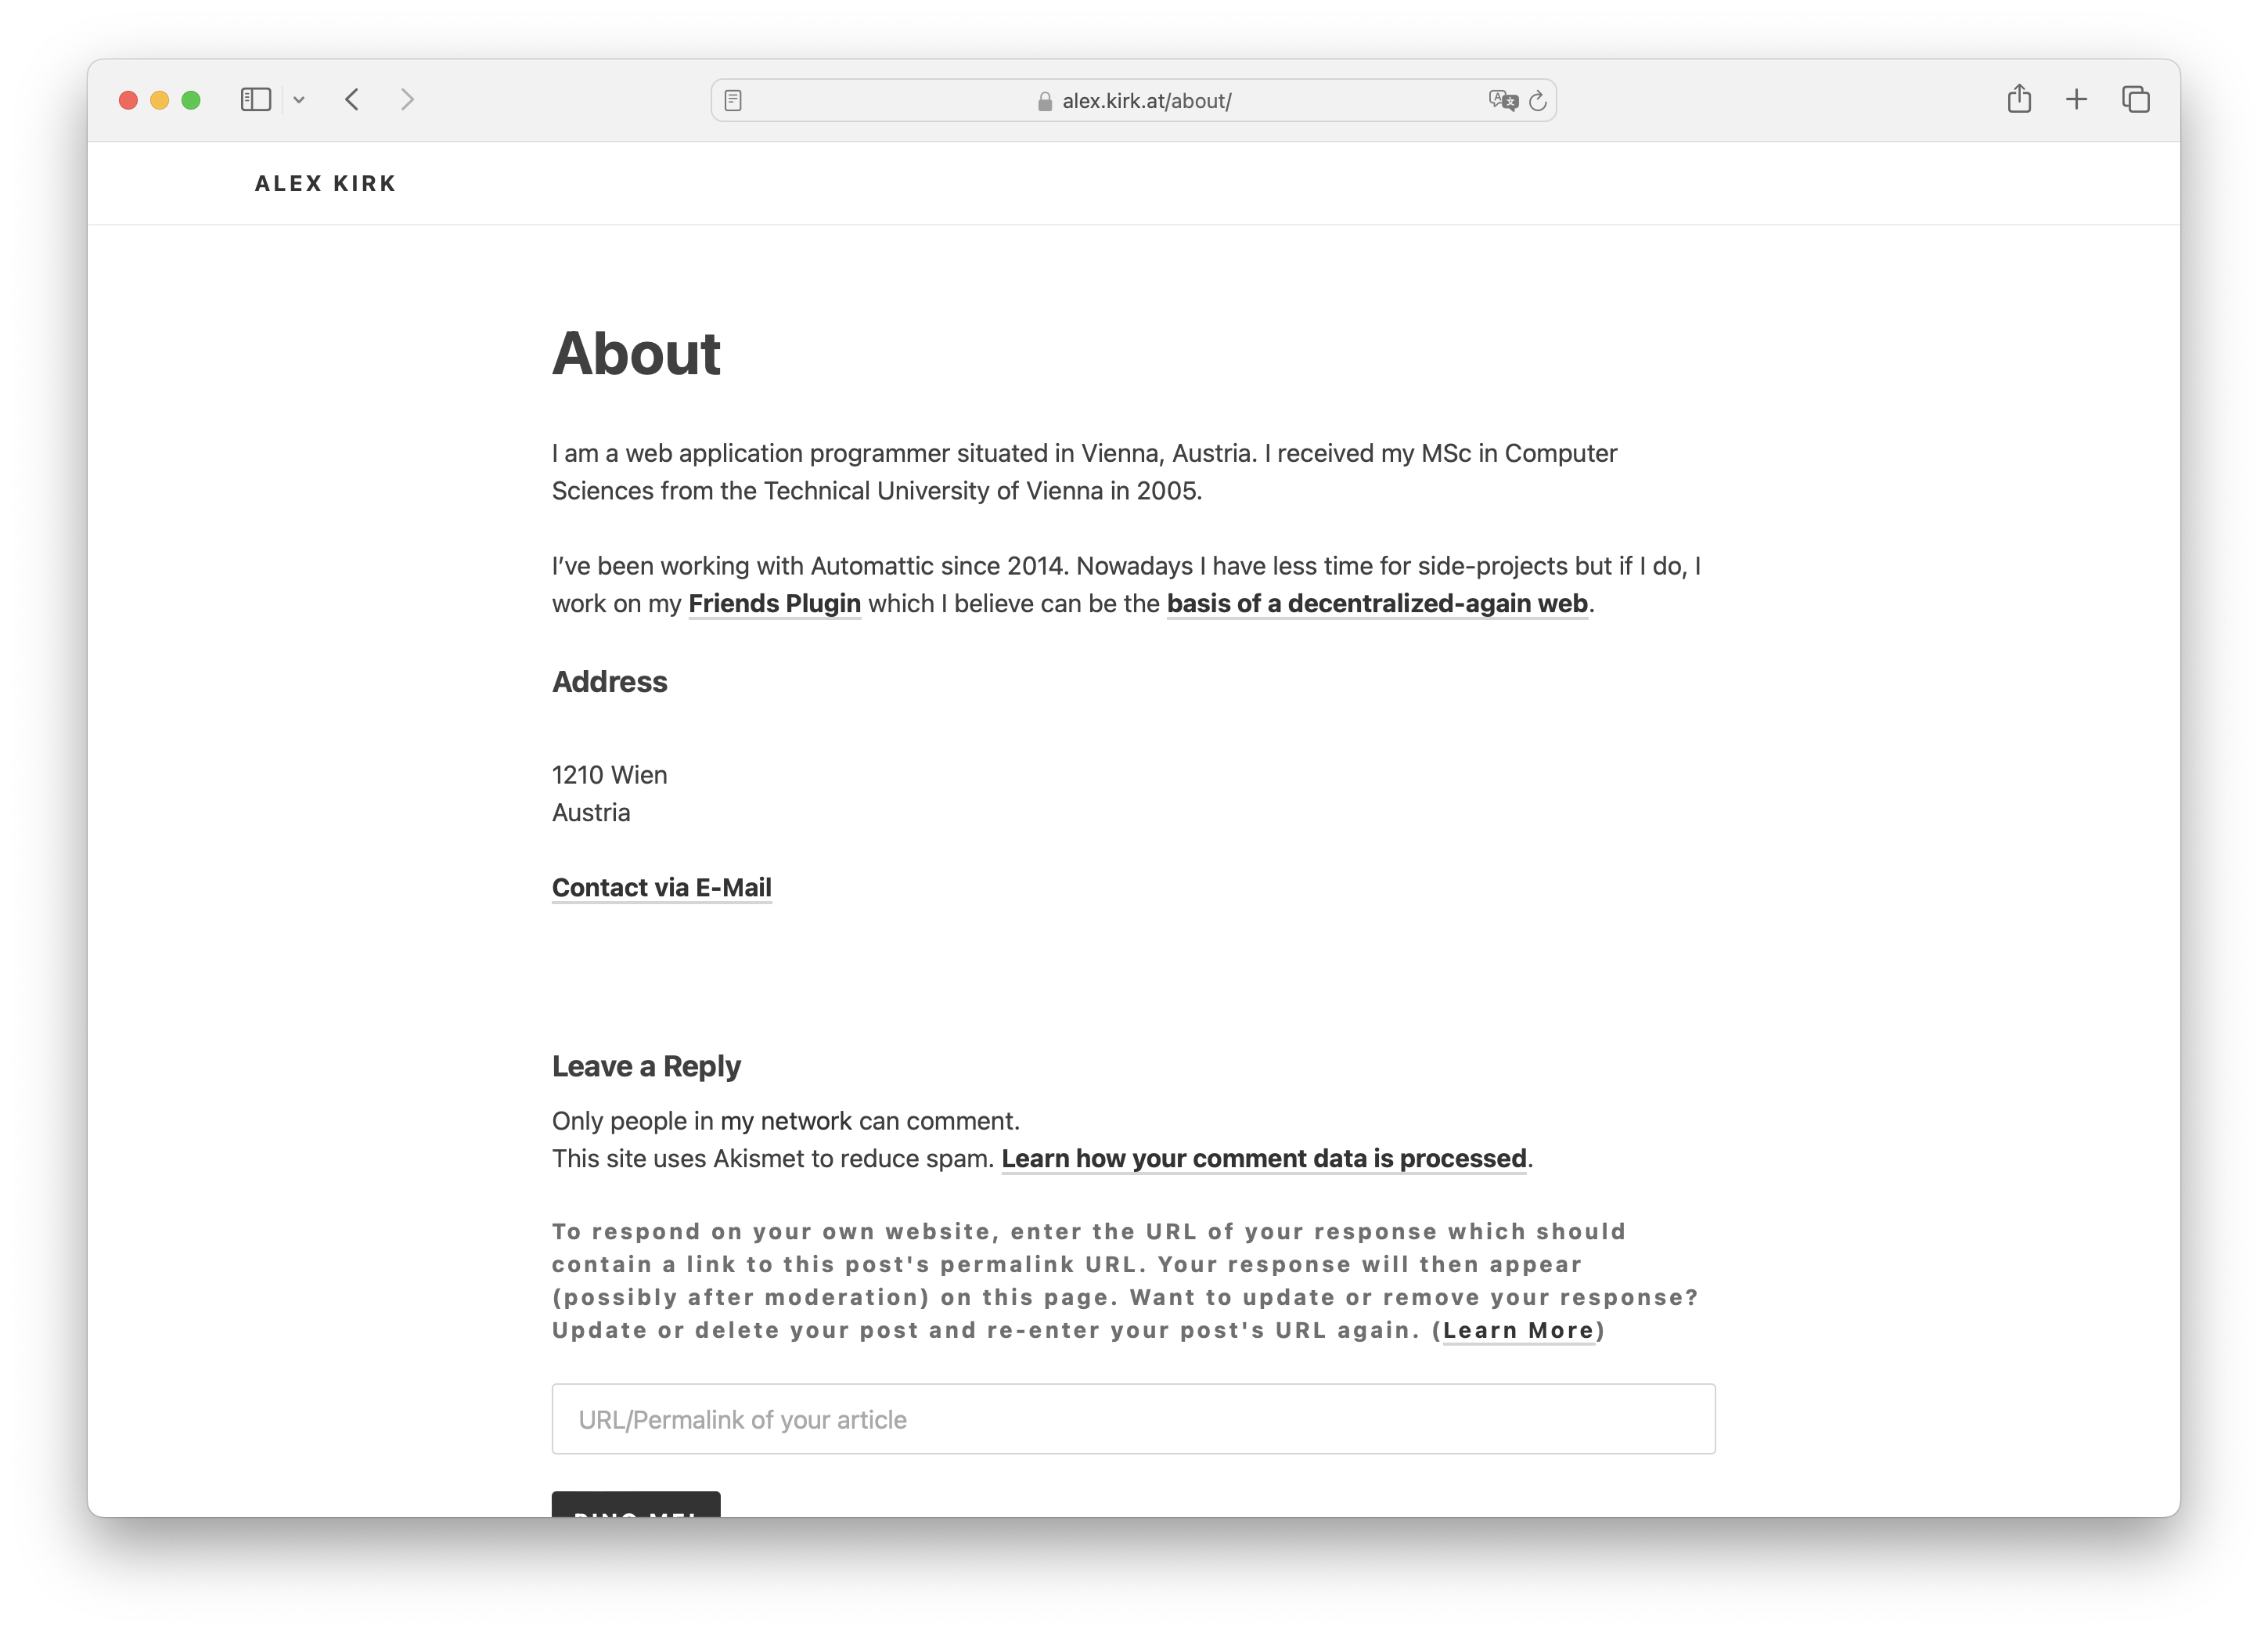 alex.kirk.at/about/
ALEX KIRK
About
I am a web application programmer situated in Vienna, Austria. I received my MSc in Computer
Sciences from the Technical University of Vienna in 2005.
I’ve been working with Automattic since 2014. Nowadays I have less time for side-projects but if I do, I
work on my Friends Plugin which I believe can be the basis of a decentralized-again web.
Address
1210 Wien
Austria
Contact via E-Mail
Leave a Reply
Only people in my network can comment.
This site uses Akismet to reduce spam. Learn how your comment data is processed.
To respond on your own website, enter the URL of your response which should
contain a link to this post's permalink URL. Your response will then appear
(possibly after moderation) on this page. Want to update or remove your response?
Update or delete your post and re-enter your post's URL again. (Learn More)
URL/Permalink of your article
PING ME!